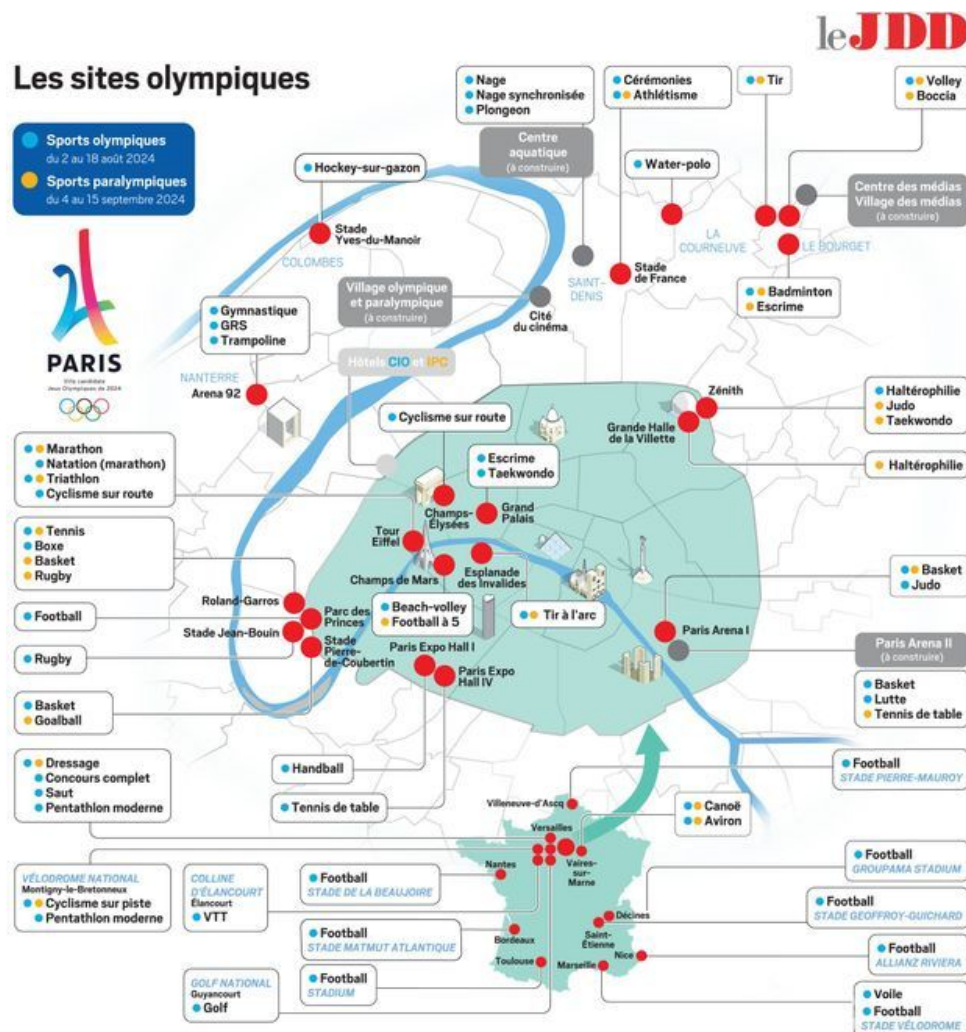 le JDD
Les sites olympiques
Sports olympiques
du 2 au 18 août 2024
Sports paralympiques
du 4 au 15 septembre 2024
PARIS
Ville candidate
Jeux Olympiques de 2024
Nage
Nage synchronisée
Plongeon
Centre
aquatique
(à construire)
Cérémonies
Athlétisme
Tir
Volley
Boccia
Hockey-sur-gazon
Water-polo
Centre des médias
Village des médias
(à construire)
Stade
Yves-du-Manoir
COLOMBES
LA
COURNEUVE
LE BOURGET
SAINT-
DENIS
Stade
de France
Village olympique
et paralympique
(à construire)
Cité
du cinéma
Badminton
Escrime
Gymnastique
GRS
Trampoline
NANTERRE
Arena 92
Hôtels CIO et IPC
Zénith
Grande Halle
de la Villette
Haltérophilie
Judo
Taekwondo
Cyclisme sur route
Haltérophilie
Marathon
Natation (marathon)
Triathlon
Cyclisme sur route
Escrime
Taekwondo
Champs-
Élysées
Grand
Palais
Tour
Eiffel
Champs de Mars
Esplanade
des Invalides
Tennis
Boxe
Basket
Rugby
Roland-Garros
Football
Parc des
Princes
Stade Jean-Bouin
Stade
Pierre-
de-Coubertin
Rugby
Beach-volley
Football à 5
Tir à l'arc
Basket
Judo
Paris Arena I
Paris Arena II
(à construire)
Basket
Lutte
Tennis de table
Paris Expo Hall I
Paris Expo
Hall IV
Basket
Goalball
Handball
Tennis de table
Dressage
Concours complet
Saut
Pentathlon moderne
Football
STADE PIERRE-MAUROY
Villeneuve-d'Ascq
Canoë
Aviron
Versailles
Vaires-
sur-
Marne
Nantes
VÉLODROME NATIONAL
Montigny-le-Bretonneux
Cyclisme sur piste
Pentathlon moderne
COLLINE
D'ÉLANCOURT
Élancourt
VTT
Football
STADE DE LA BEAUJOIRE
Football
GROUPAMA STADIUM
Décines
Saint-
Étienne
Football
STADE GEOFFROY-GUICHARD
Bordeaux
Football
STADE MATMUT ATLANTIQUE
Toulouse
Marseille
Nice
Football
ALLIANZ RIVIERA
GOLF NATIONAL
Guyancourt
Golf
Football
STADIUM
Voile
Football
STADE VÉLODROME